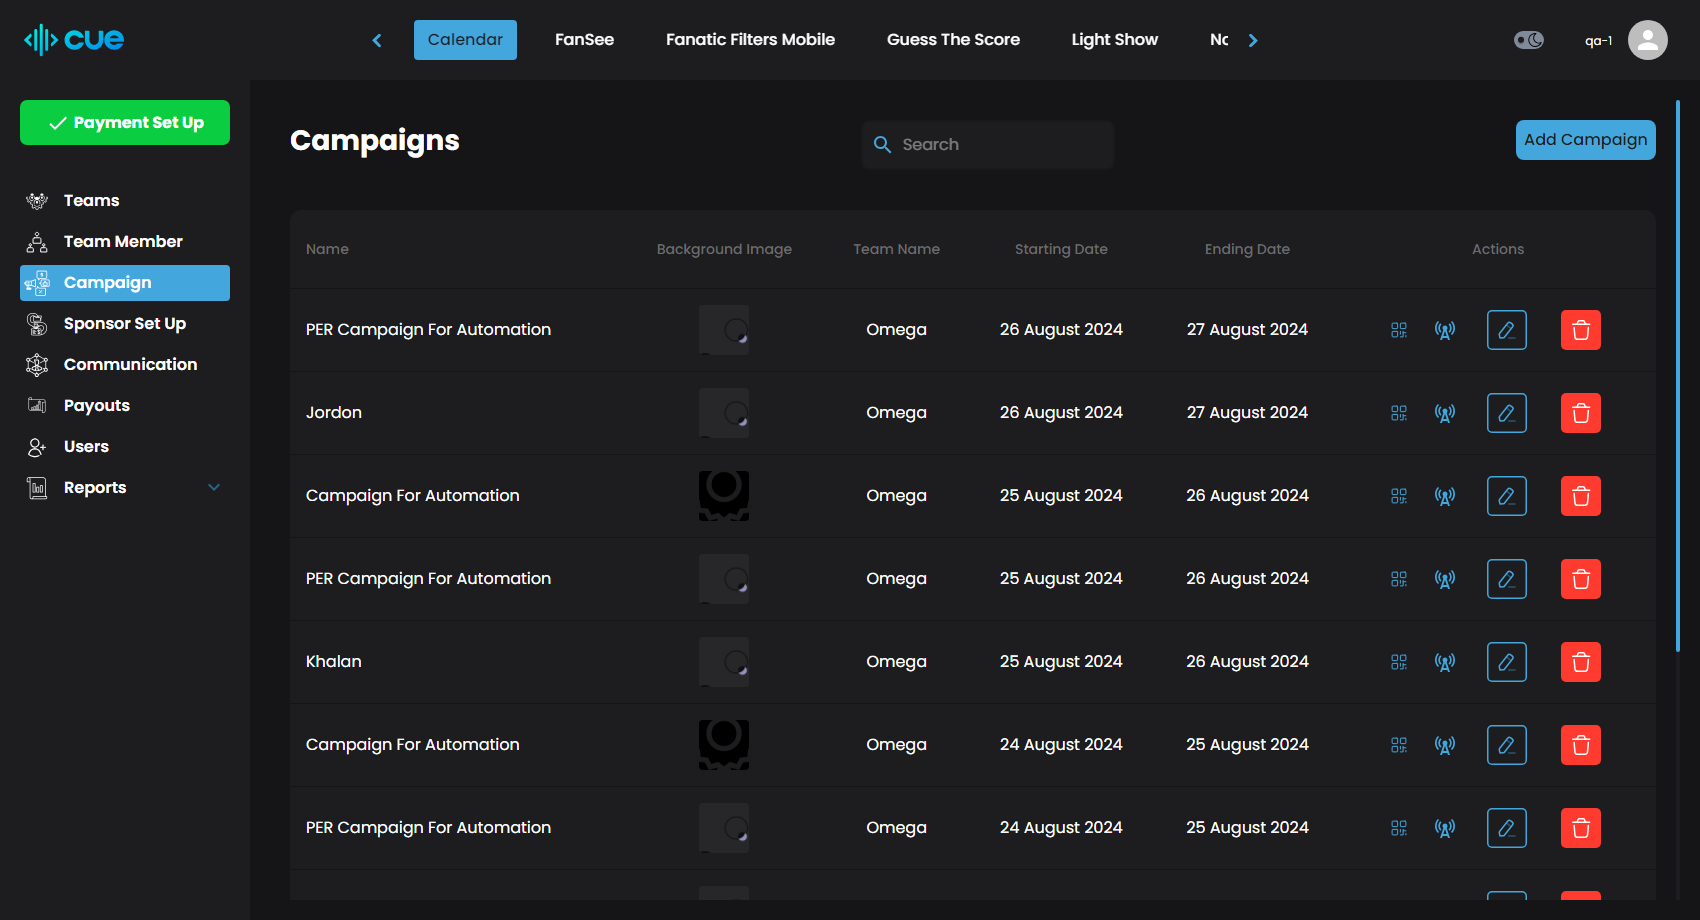 cue
Calendar
FanSee
Fanatic Filters Mobile
Guess The Score
Light Show
qa-1
Payment Set Up
Teams
Team Member
Campaign
Sponsor Set Up
Communication
Payouts
Users
Reports
Campaigns
Search
Add Campaign
Name Background Image Team Name Starting Date Ending Date Actions
PER Campaign For Automation Omega 26 August 2024 27 August 2024
Jordon Omega 26 August 2024 27 August 2024
Campaign For Automation Omega 25 August 2024 26 August 2024
PER Campaign For Automation Omega 25 August 2024 26 August 2024
Khalan Omega 25 August 2024 26 August 2024
Campaign For Automation Omega 24 August 2024 25 August 2024
PER Campaign For Automation Omega 24 August 2024 25 August 2024